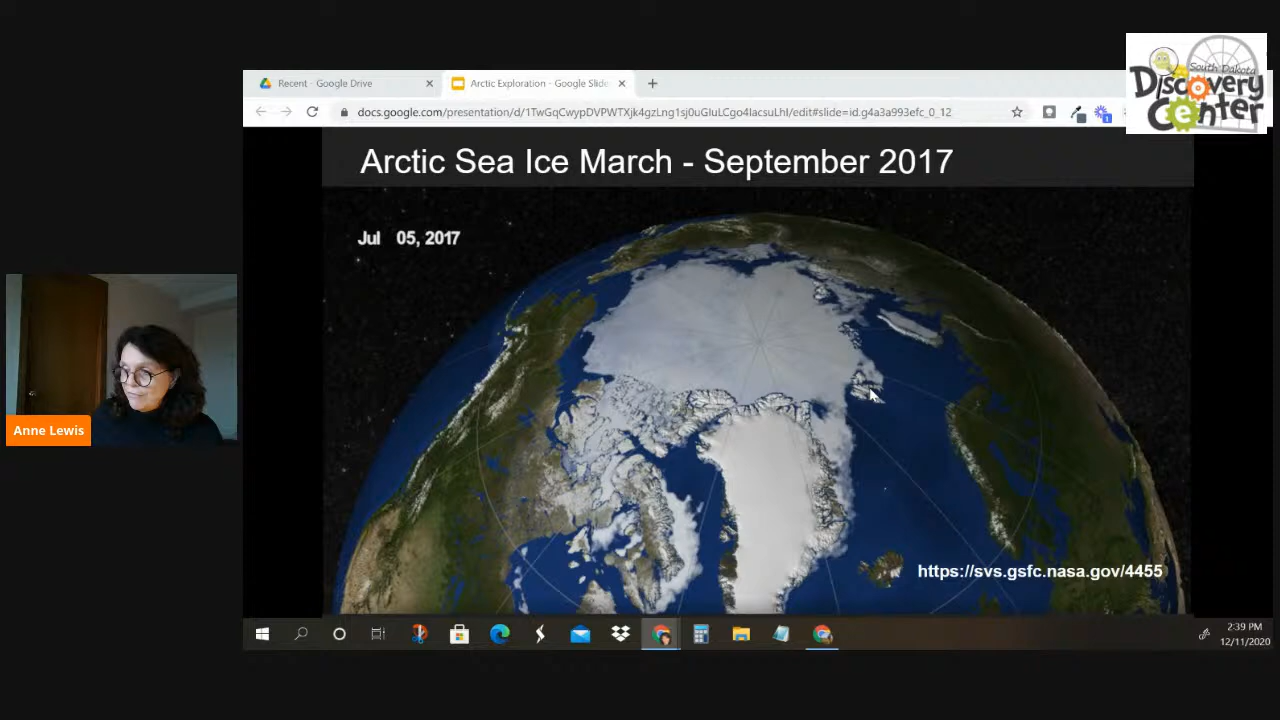 South Dakota
Discovery
Center
Recent - Google Drive
Arctic Exploration - Google Slide
docs.google.com/presentation/d/1TwGqCwypDVPWTXjk4gzLng1sj0uGIuLCgo4IacsuLhI/edit#slide=id.g4a3a993efc_0_12
Arctic Sea Ice March - September 2017
Jul 05, 2017
Anne Lewis
https://svs.gsfc.nasa.gov/4455
2:39 PM
12/11/2020